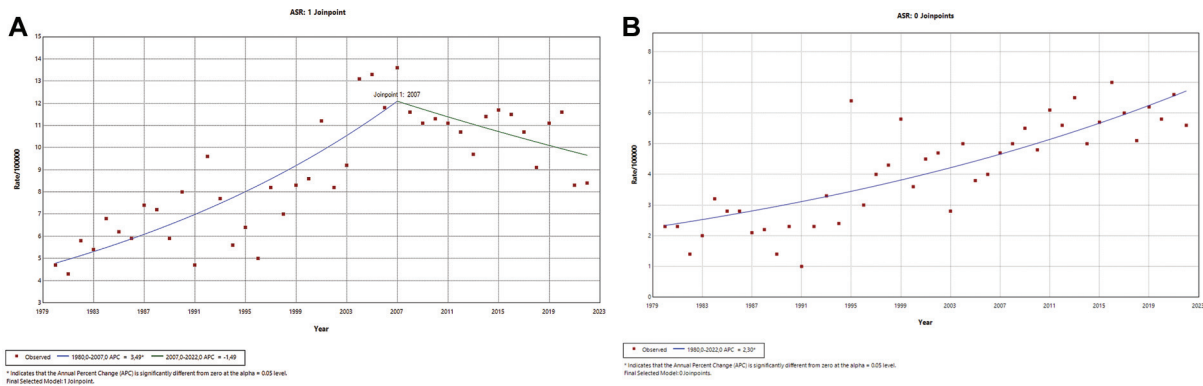 A
ASR: 1 Joinpoint
15
14
13
12
11
10
9
8
7
6
5
4
3
Rate/100000
Joinpoint 1: 2007
1979 1983 1987 1991 1995 1999 2003 2007 2011 2015 2019 2023
Year
Observed 1980,0-2007,0 APC = 3,49* 2007,0-2022,0 APC = -1,49
* Indicates that the Annual Percent Change (APC) is significantly different from zero at the alpha = 0.05 level.
Final Selected Model: 1 Joinpoint.
B
ASR: 0 Joinpoints
8
7
6
5
4
3
2
1
0
Rate/100000
1979 1983 1987 1991 1995 1999 2003 2007 2011 2015 2019 2023
Year
Observed 1980,0-2022,0 APC = 2,30*
* Indicates that the Annual Percent Change (APC) is significantly different from zero at the alpha = 0.05 level.
Final Selected Model: 0 Joinpoints.